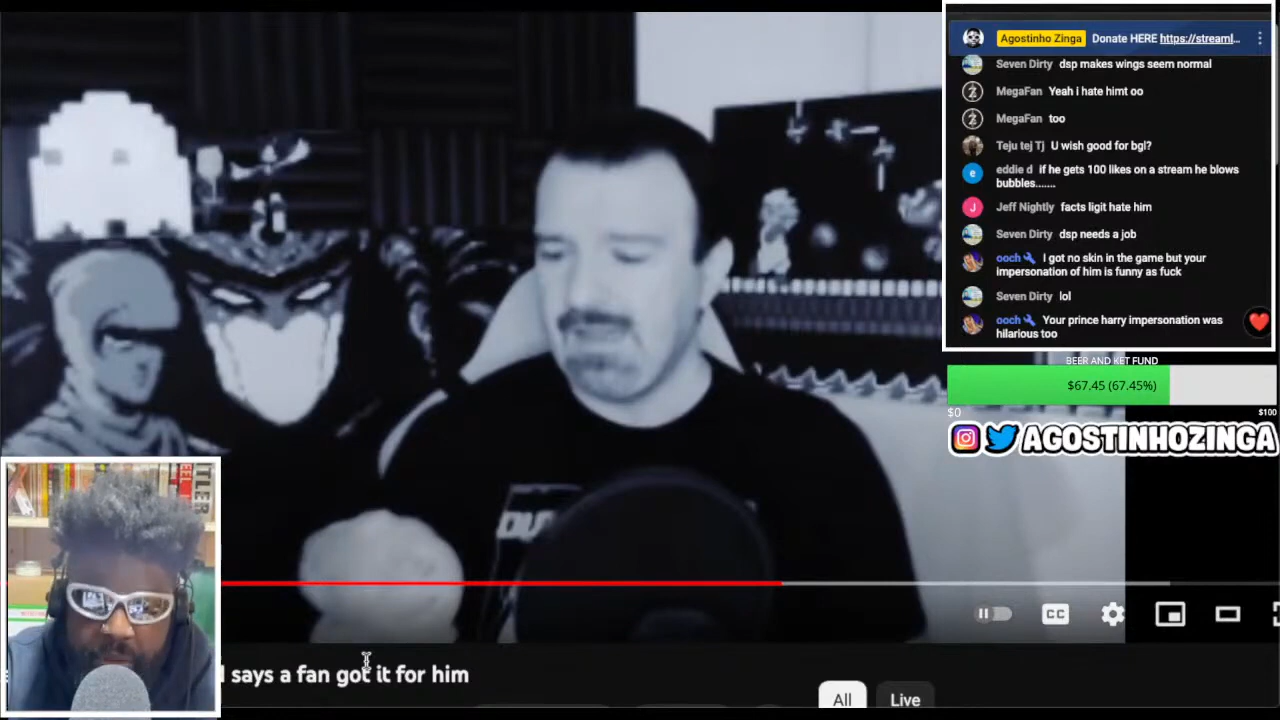 Agostinho Zinga Donate HERE https://streaml...
Seven Dirty dsp makes wings seem normal
MegaFan Yeah i hate himt oo
MegaFan too
Teju tej Tj U wish good for bgl?
eddie d if he gets 100 likes on a stream he blows
bubbles.......
Jeff Nightly facts ligit hate him
Seven Dirty dsp needs a job
ooch I got no skin in the game but your
impersonation of him is funny as fuck
Seven Dirty lol
ooch Your prince harry impersonation was
hilarious too
BEER AND KET FUND
$67.45 (67.45%)
$0 $100
AGOSTINHOZINGA
CC
says a fan got it for him
All Live